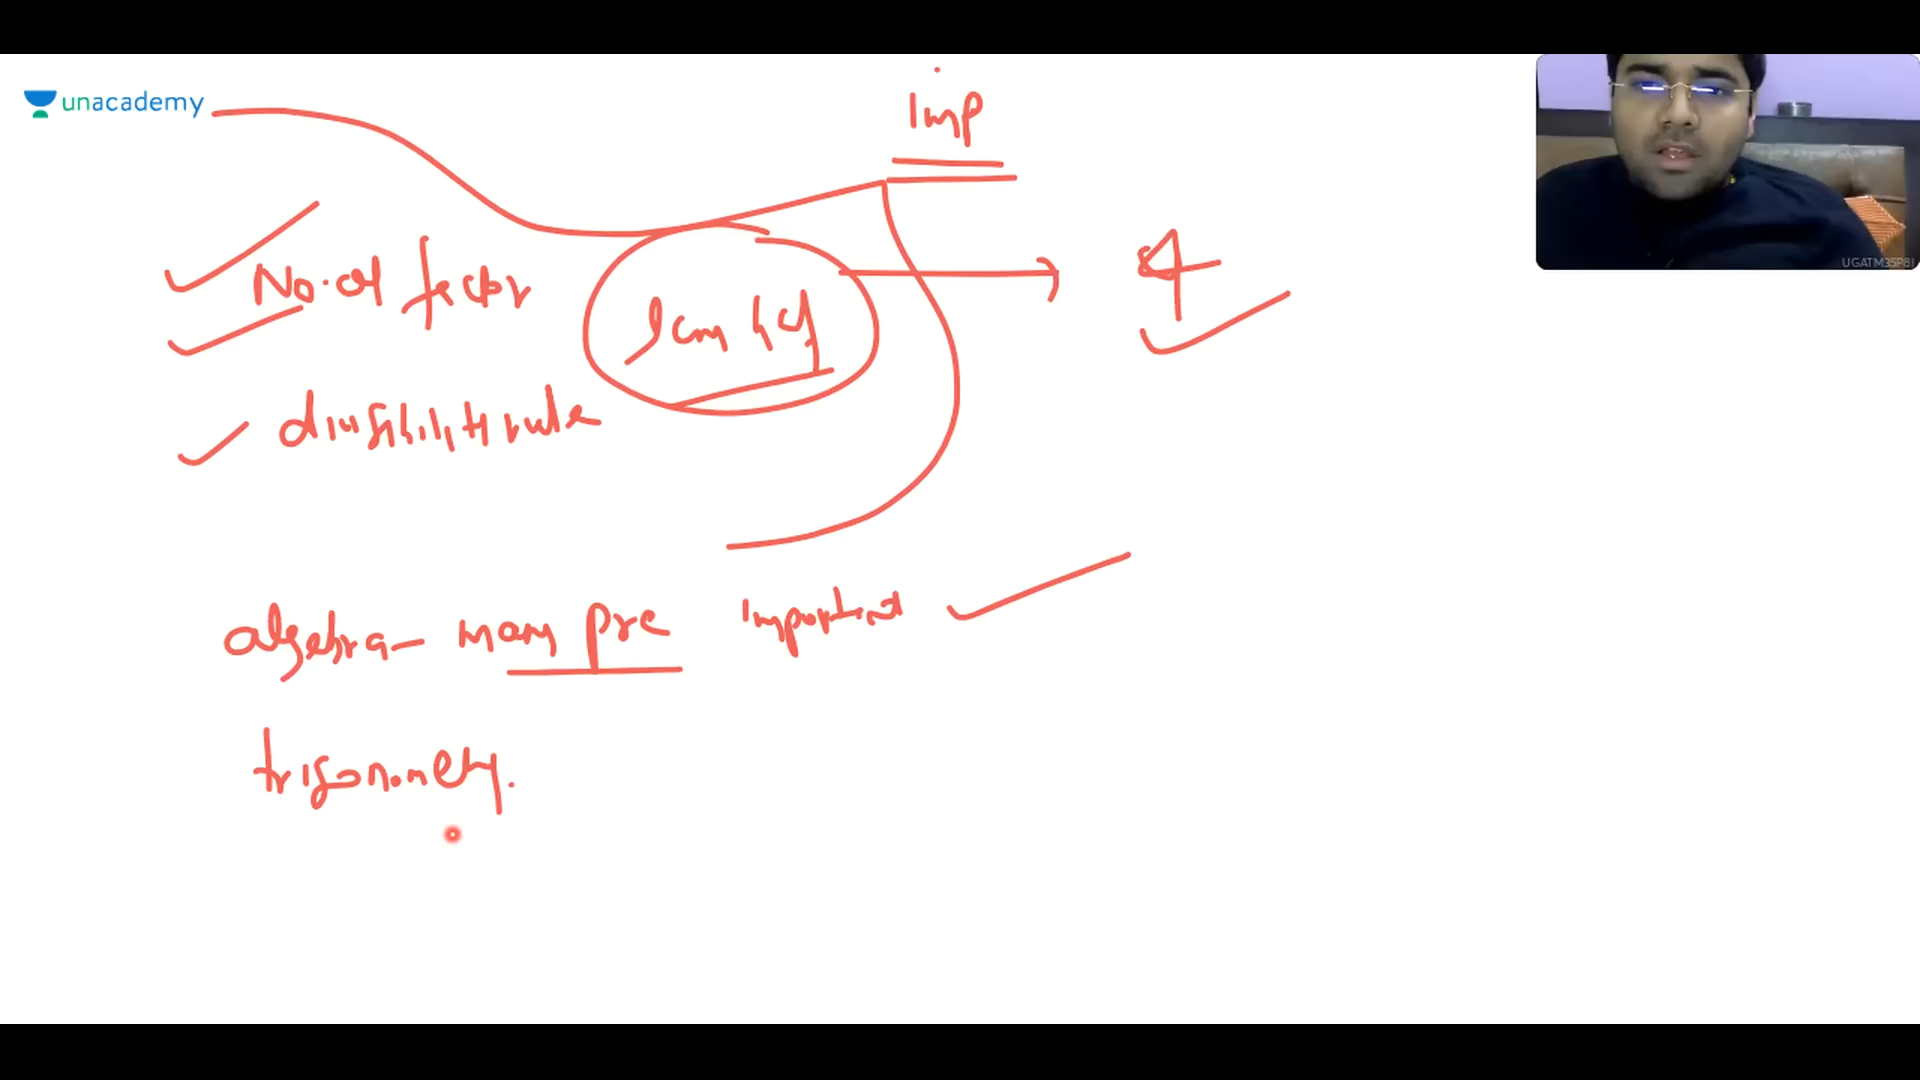 unacademy
Imp
No. of factor
lcm hcf
4
divisibility rule
algebra - mam pre important
trigonometry.
UGATM35P8I